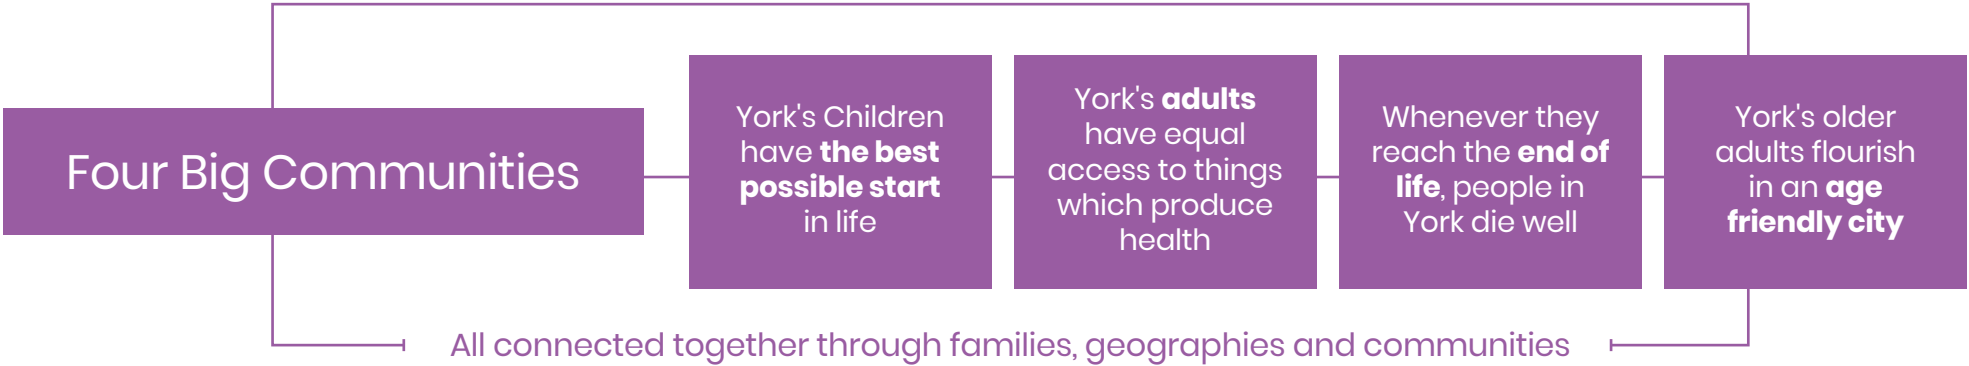 Four Big Communities
York's Children
have the best
possible start
in life
York's adults
have equal
access to things
which produce
health
Whenever they
reach the end of
life, people in
York die well
York's older
adults flourish
in an age
friendly city
All connected together through families, geographies and communities